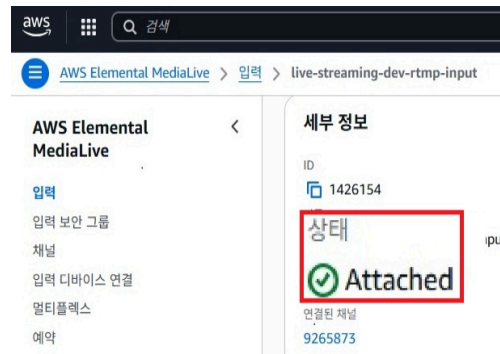 aws
검색
AWS Elemental MediaLive > 입력 > live-streaming-dev-rtmp-input
AWS Elemental
MediaLive
입력
입력 보안 그룹
채널
입력 디바이스 연결
멀티플렉스
예약
세부 정보
ID
1426154
상태
Attached
연결된 채널
9265873